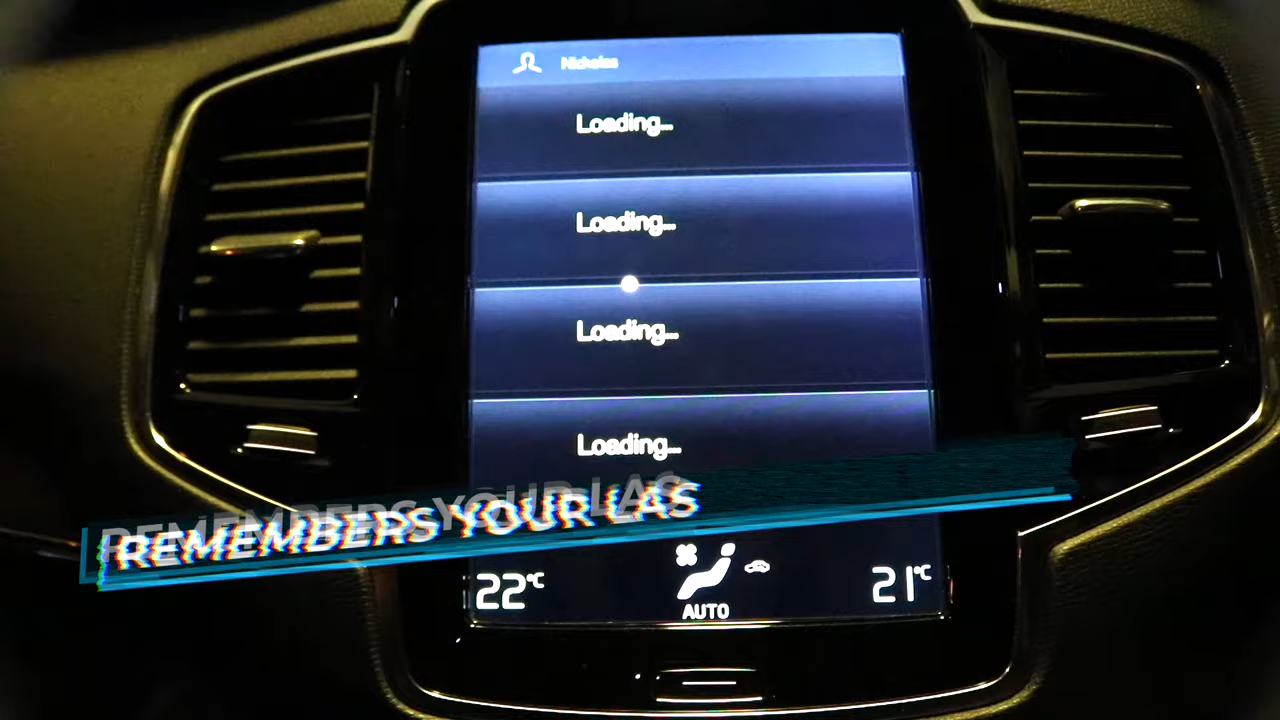 Nicholas
Loading...
Loading...
Loading...
Loading...
REMEMBERS YOUR LAS
22°C
21°C
AUTO